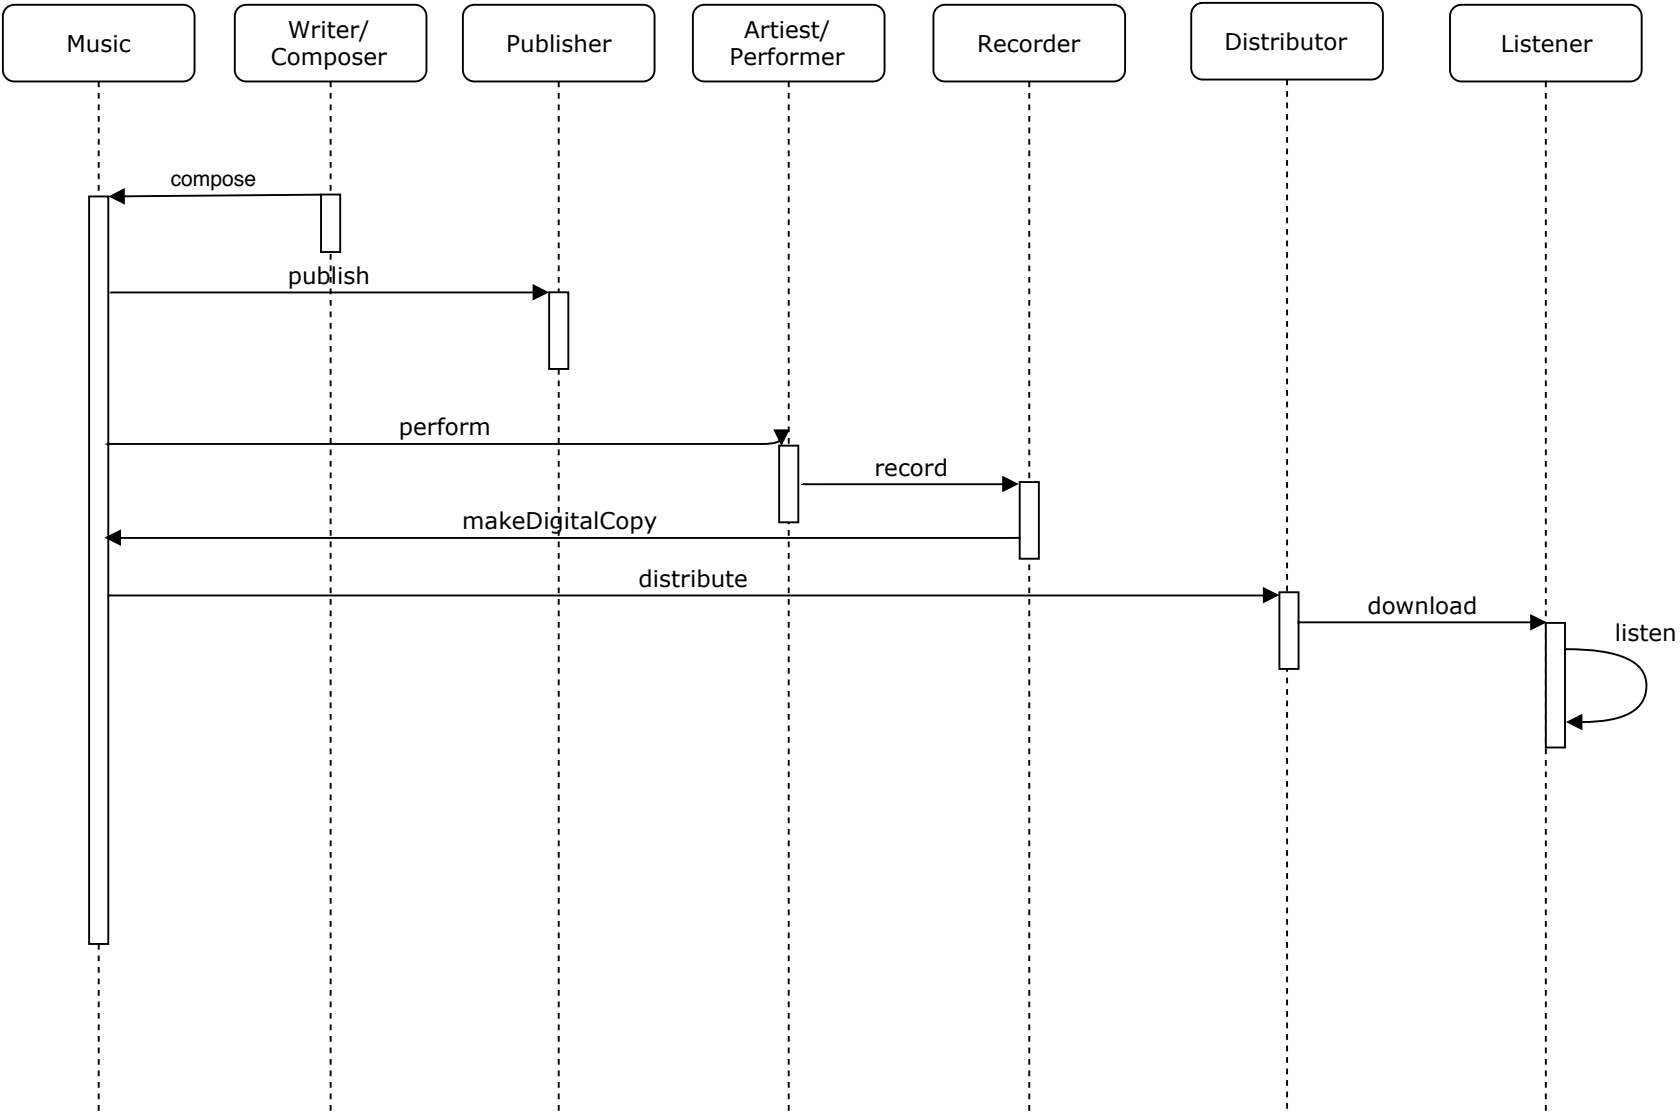 Music
Writer/
Composer
Publisher
Artiest/
Performer
Recorder
Distributor
Listener
compose
publish
perform
record
makeDigitalCopy
distribute
download
listen